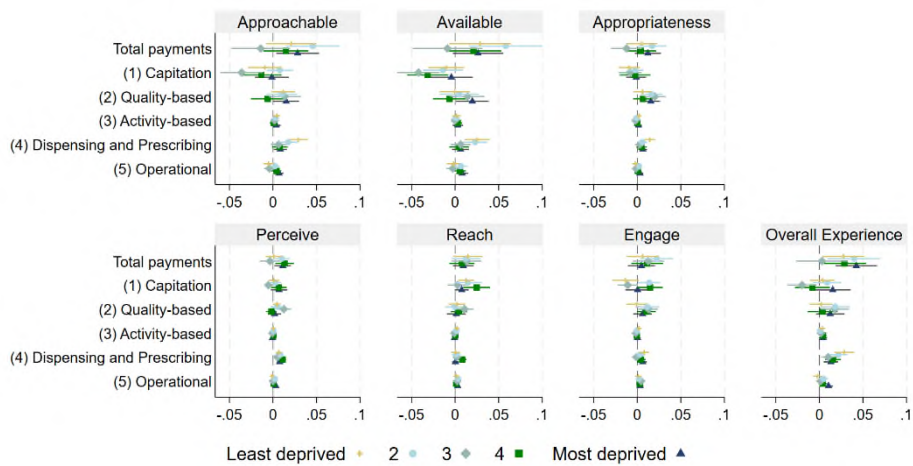 Approachable Available Appropriateness
Total payments
(1) Capitation
(2) Quality-based
(3) Activity-based
(4) Dispensing and Prescribing
(5) Operational
-.05 0 .05 .1 -.05 0 .05 .1 -.05 0 .05 .1
Perceive Reach Engage Overall Experience
Total payments
(1) Capitation
(2) Quality-based
(3) Activity-based
(4) Dispensing and Prescribing
(5) Operational
-.05 0 .05 .1 -.05 0 .05 .1 -.05 0 .05 .1 -.05 0 .05 .1
Least deprived 2 3 4 Most deprived